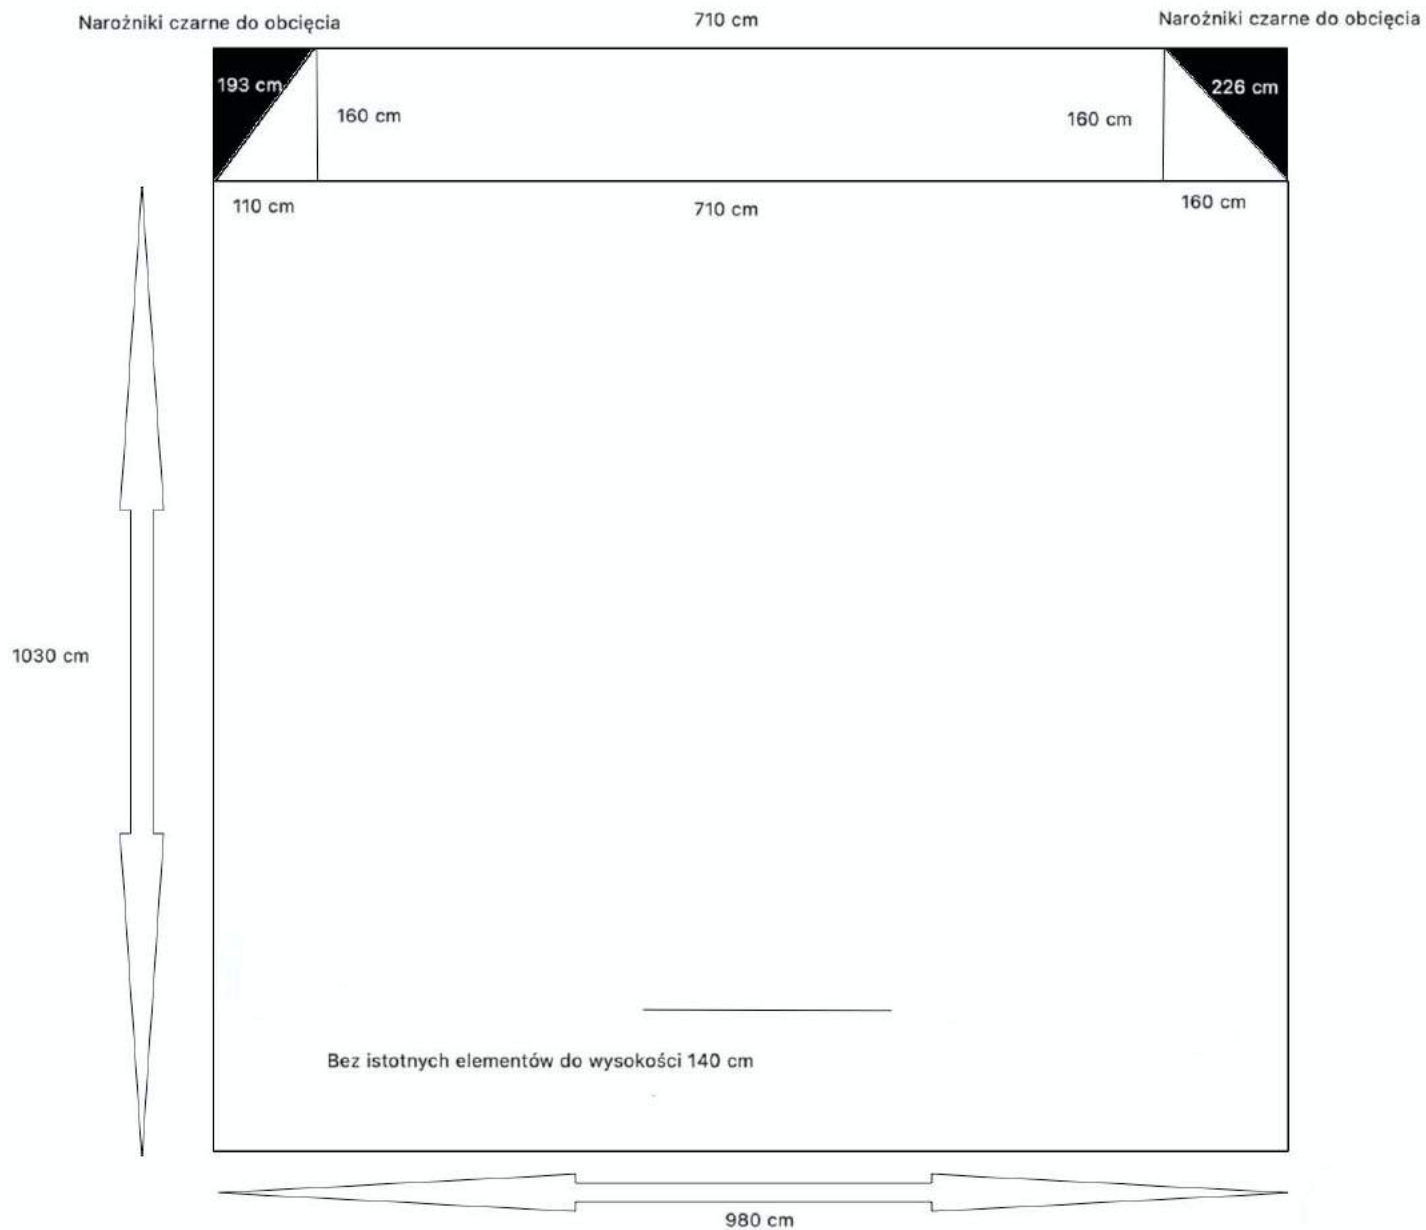 Narożniki czarne do obcięcia
710 cm
Narożniki czarne do obcięcia
193 cm
226 cm
160 cm
160 cm
110 cm
710 cm
160 cm
1030 cm
Bez istotnych elementów do wysokości 140 cm
980 cm